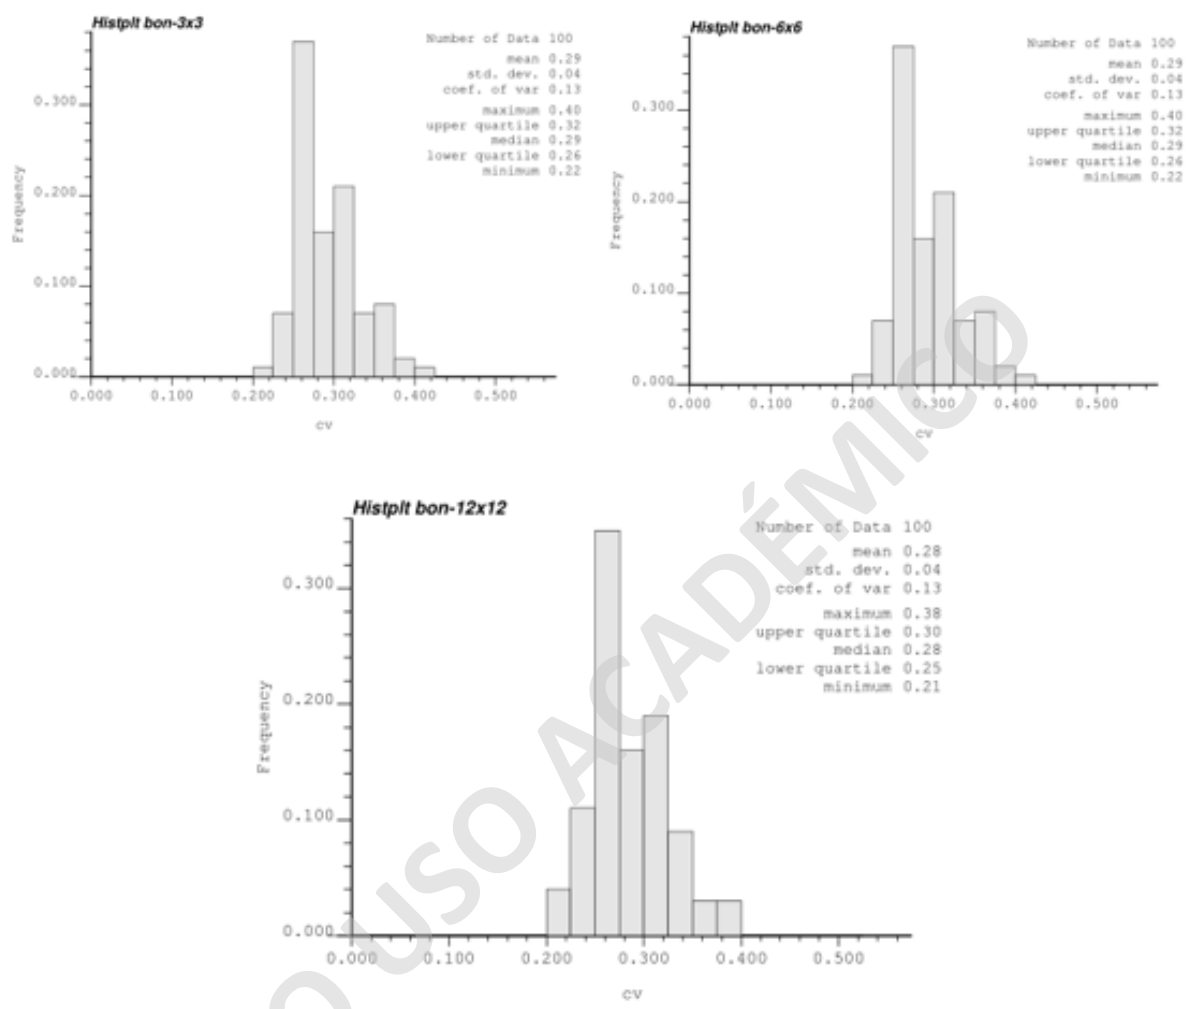 Histplt bon-3x3
Number of Data 100
mean 0.29
std. dev. 0.04
coef. of var 0.13
maximum 0.40
upper quartile 0.32
median 0.29
lower quartile 0.26
minimum 0.22
Frequency
0.300
0.200
0.100
0.000
0.000 0.100 0.200 0.300 0.400 0.500
cv
Histplt bon-6x6
Number of Data 100
mean 0.29
std. dev. 0.04
coef. of var 0.13
maximum 0.40
upper quartile 0.32
median 0.29
lower quartile 0.26
minimum 0.22
Frequency
0.300
0.200
0.100
0.000
0.000 0.100 0.200 0.300 0.400 0.500
cv
Histplt bon-12x12
Number of Data 100
mean 0.28
std. dev. 0.04
coef. of var 0.13
maximum 0.38
upper quartile 0.30
median 0.28
lower quartile 0.25
minimum 0.21
Frequency
0.300
0.200
0.100
0.000
0.000 0.100 0.200 0.300 0.400 0.500
cv
O USO ACADÉMICO